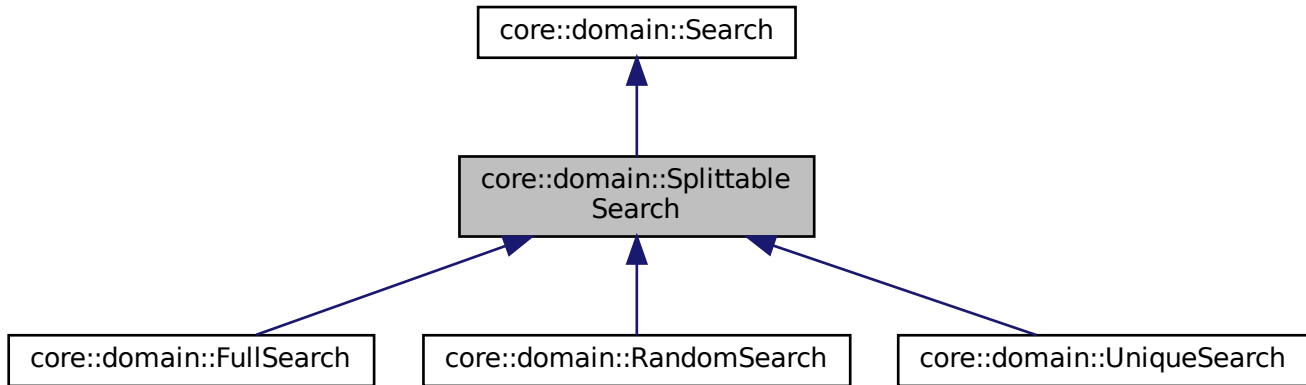 core::domain::Search
core::domain::Splittable
Search
core::domain::FullSearch
core::domain::RandomSearch
core::domain::UniqueSearch